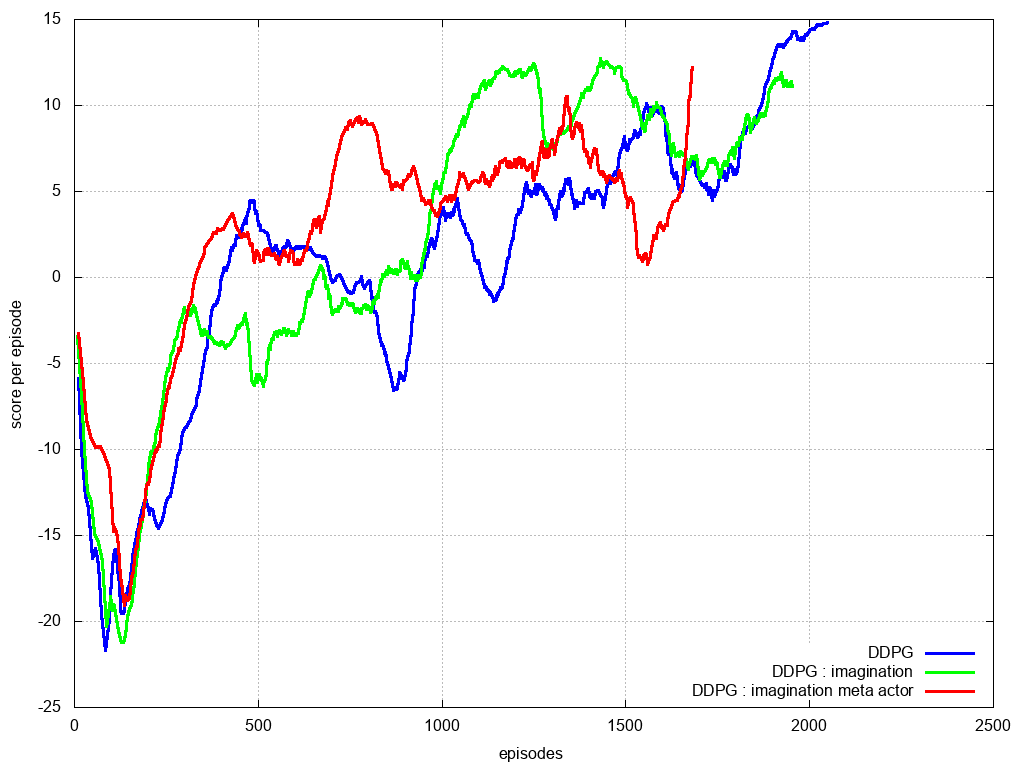 15
10
5
0
-5
-10
-15
-20
-25
score per episode
DDPG
DDPG : imagination
DDPG : imagination meta actor
0 500 1000 1500 2000 2500
episodes